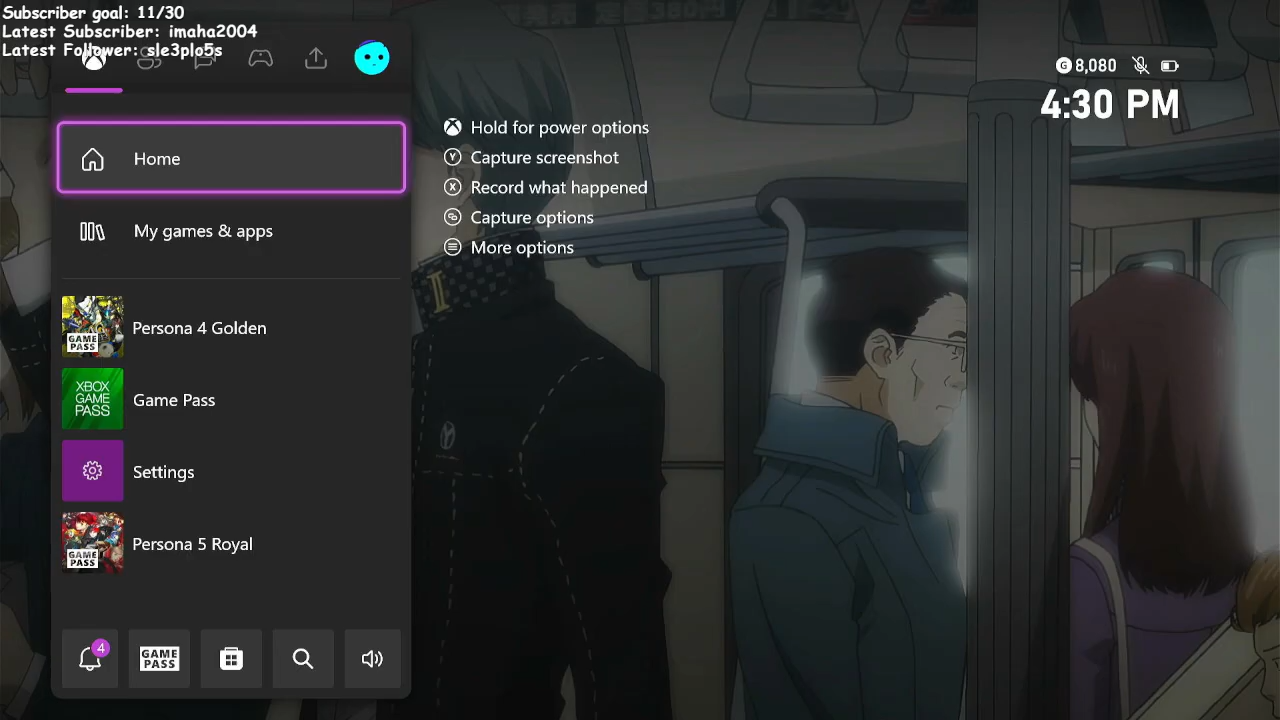 Subscriber goal: 11/30
Latest Subscriber: imaha2004
Latest Follower: sle3plo5s
G 8,080
4:30 PM
Home
My games & apps
Hold for power options
Y Capture screenshot
X Record what happened
Capture options
More options
GAME PASS
Persona 4 Golden
XBOX
GAME
PASS
Game Pass
Settings
GAME PASS
Persona 5 Royal
4
GAME
PASS